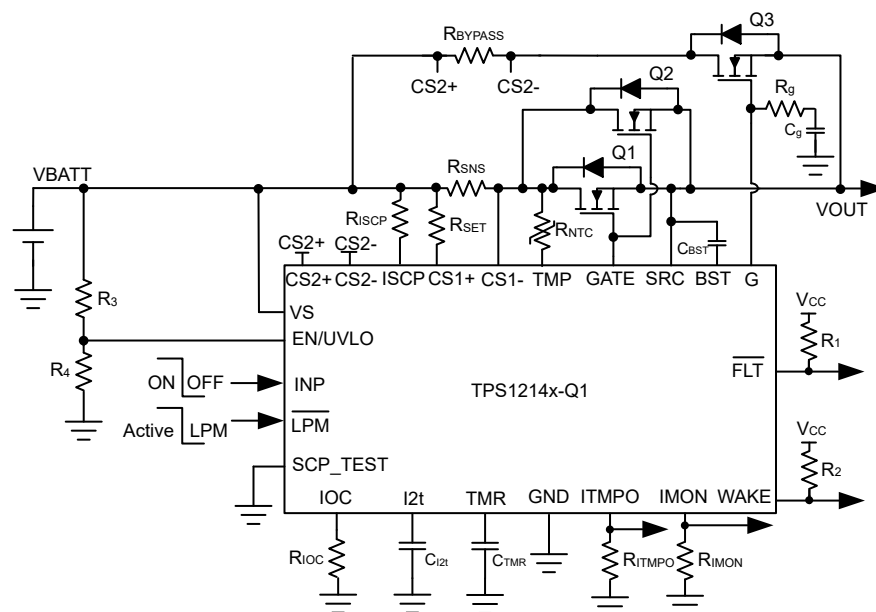 Q3
RBYPASS
CS2+ CS2-
Q2
Rg
Cg
Q1
VBATT
RSNS
VOUT
RISCP RSET RNTC CBST
CS2+ CS2-
CS2+ CS2- ISCP CS1+ CS1- TMP GATE SRC BST G
R3
VS
VCC
R1
EN/UVLO
R4
FLT
ON OFF INP
TPS1214x-Q1
Active LPM LPM
VCC
R2
SCP_TEST
IOC I2t TMR GND ITMPO IMON WAKE
RIOC CI2t CTMR RITMPO RIMON